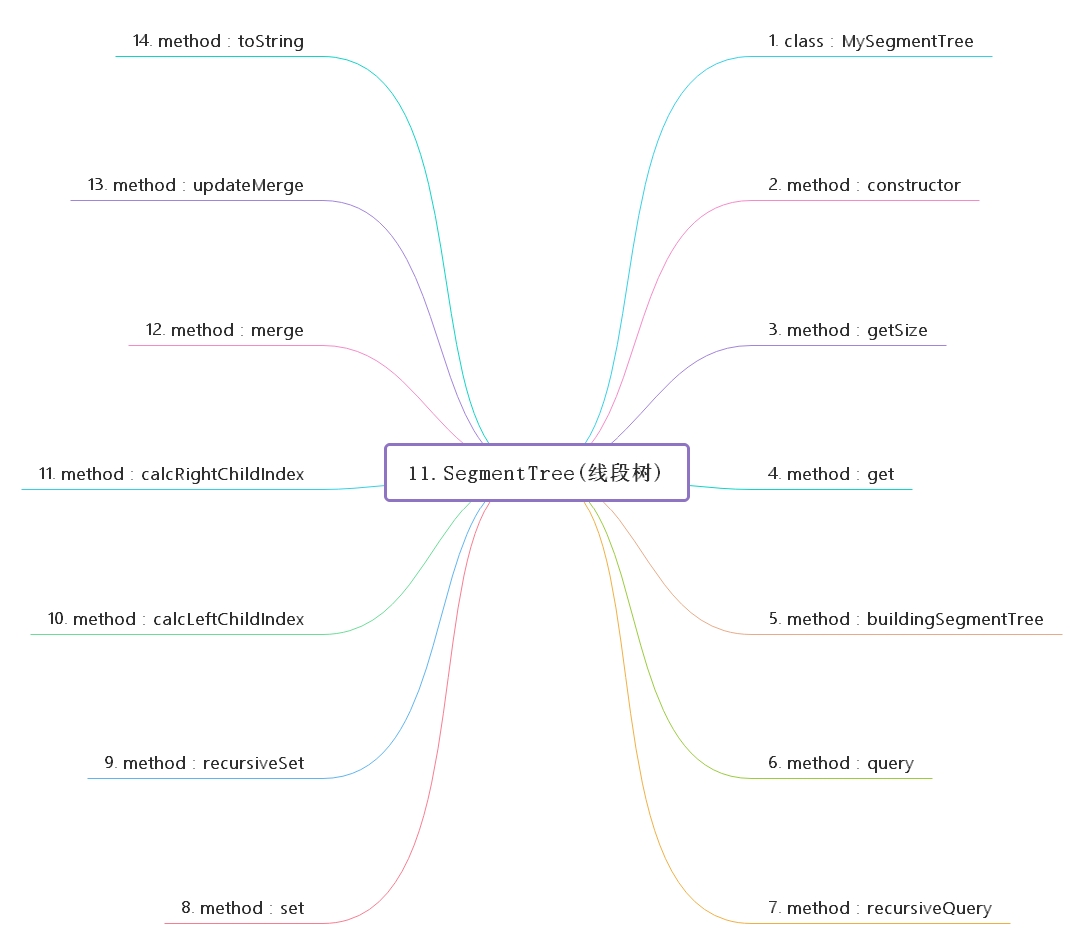 11.SegmentTree(线段树)
1. class : MySegmentTree
2. method : constructor
3. method : getSize
4. method : get
5. method : buildingSegmentTree
6. method : query
7. method : recursiveQuery
8. method : set
9. method : recursiveSet
10. method : calcLeftChildIndex
11. method : calcRightChildIndex
12. method : merge
13. method : updateMerge
14. method : toString